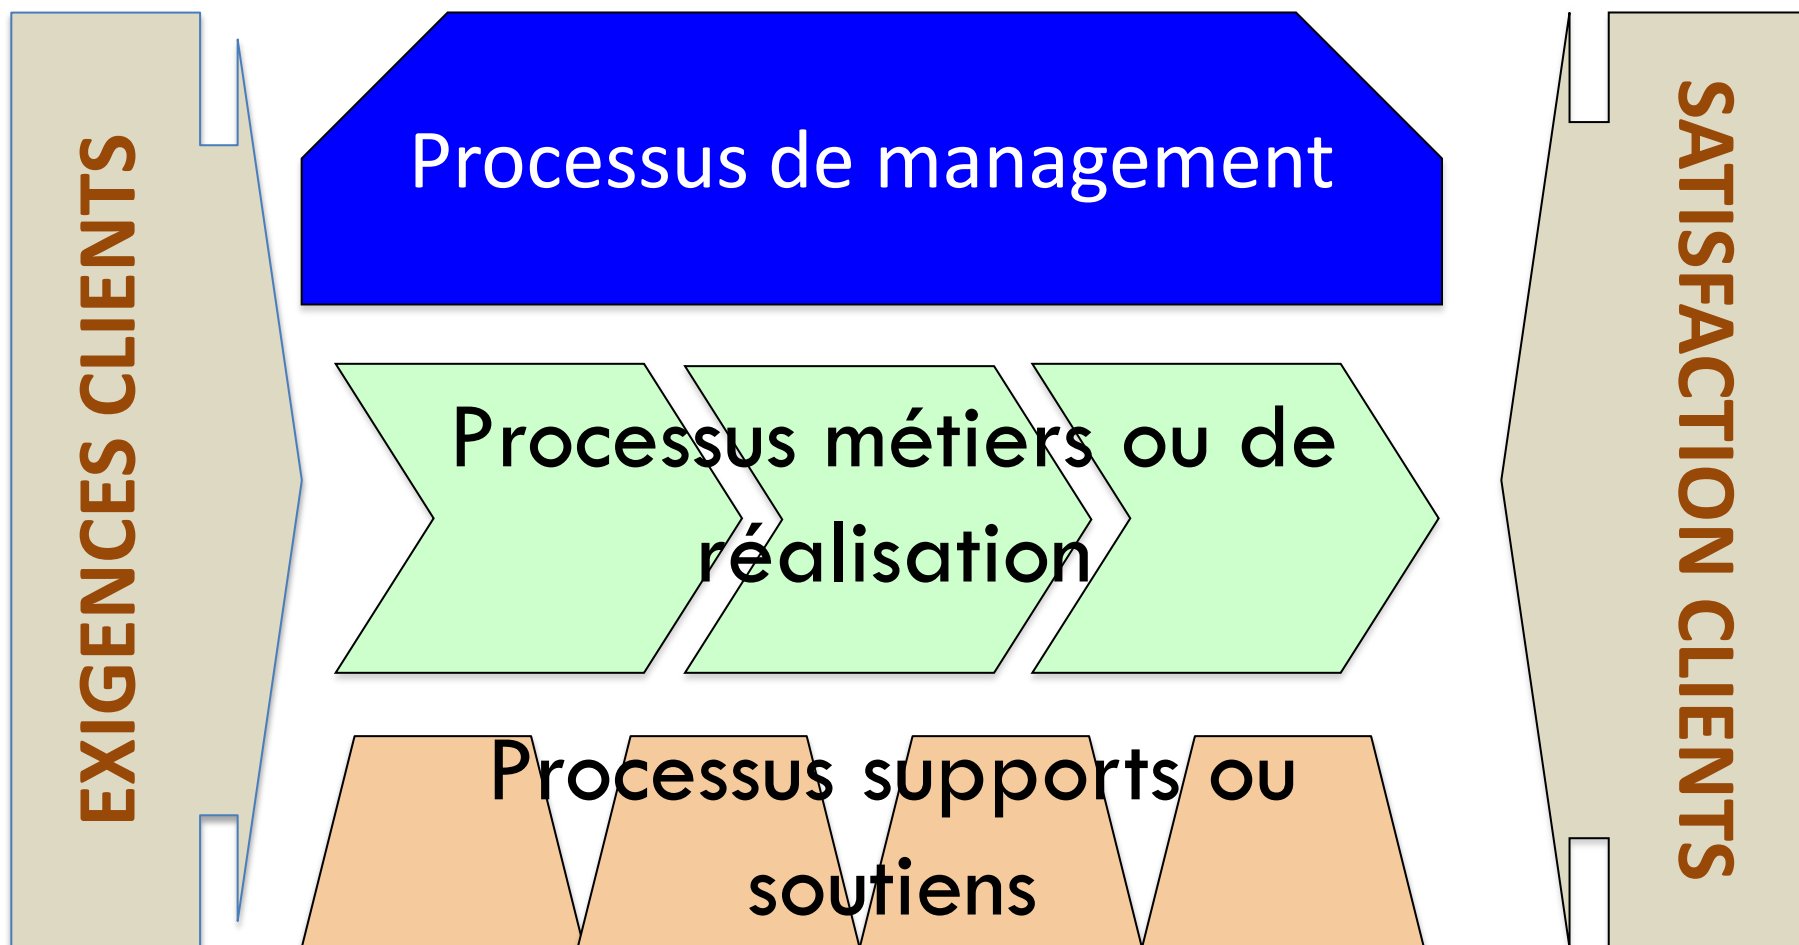 EXIGENCES CLIENTS
Processus de management
Processus métiers ou de
réalisation
Processus supports ou
soutiens
SATISFACTION CLIENTS